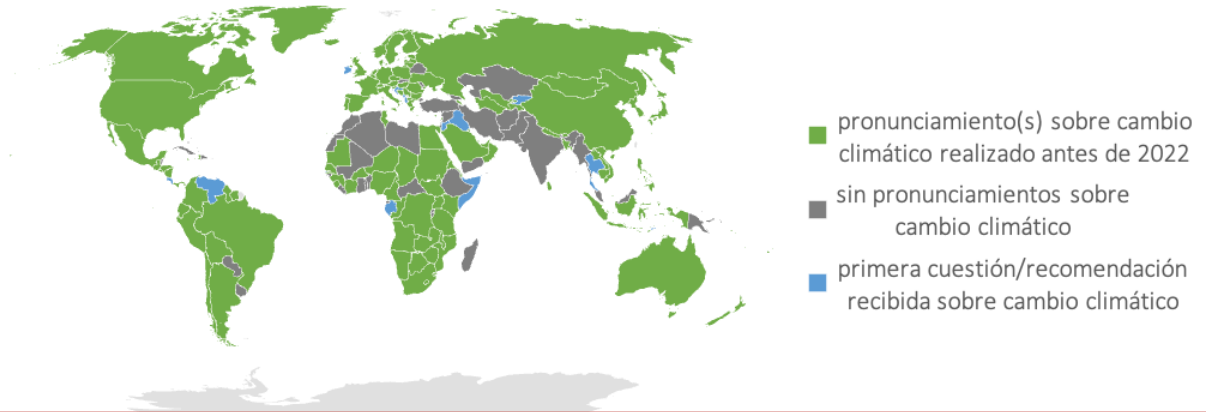 pronunciamiento(s) sobre cambio
climático realizado antes de 2022
sin pronunciamientos sobre
cambio climático
primera cuestión/recomendación
recibida sobre cambio climático